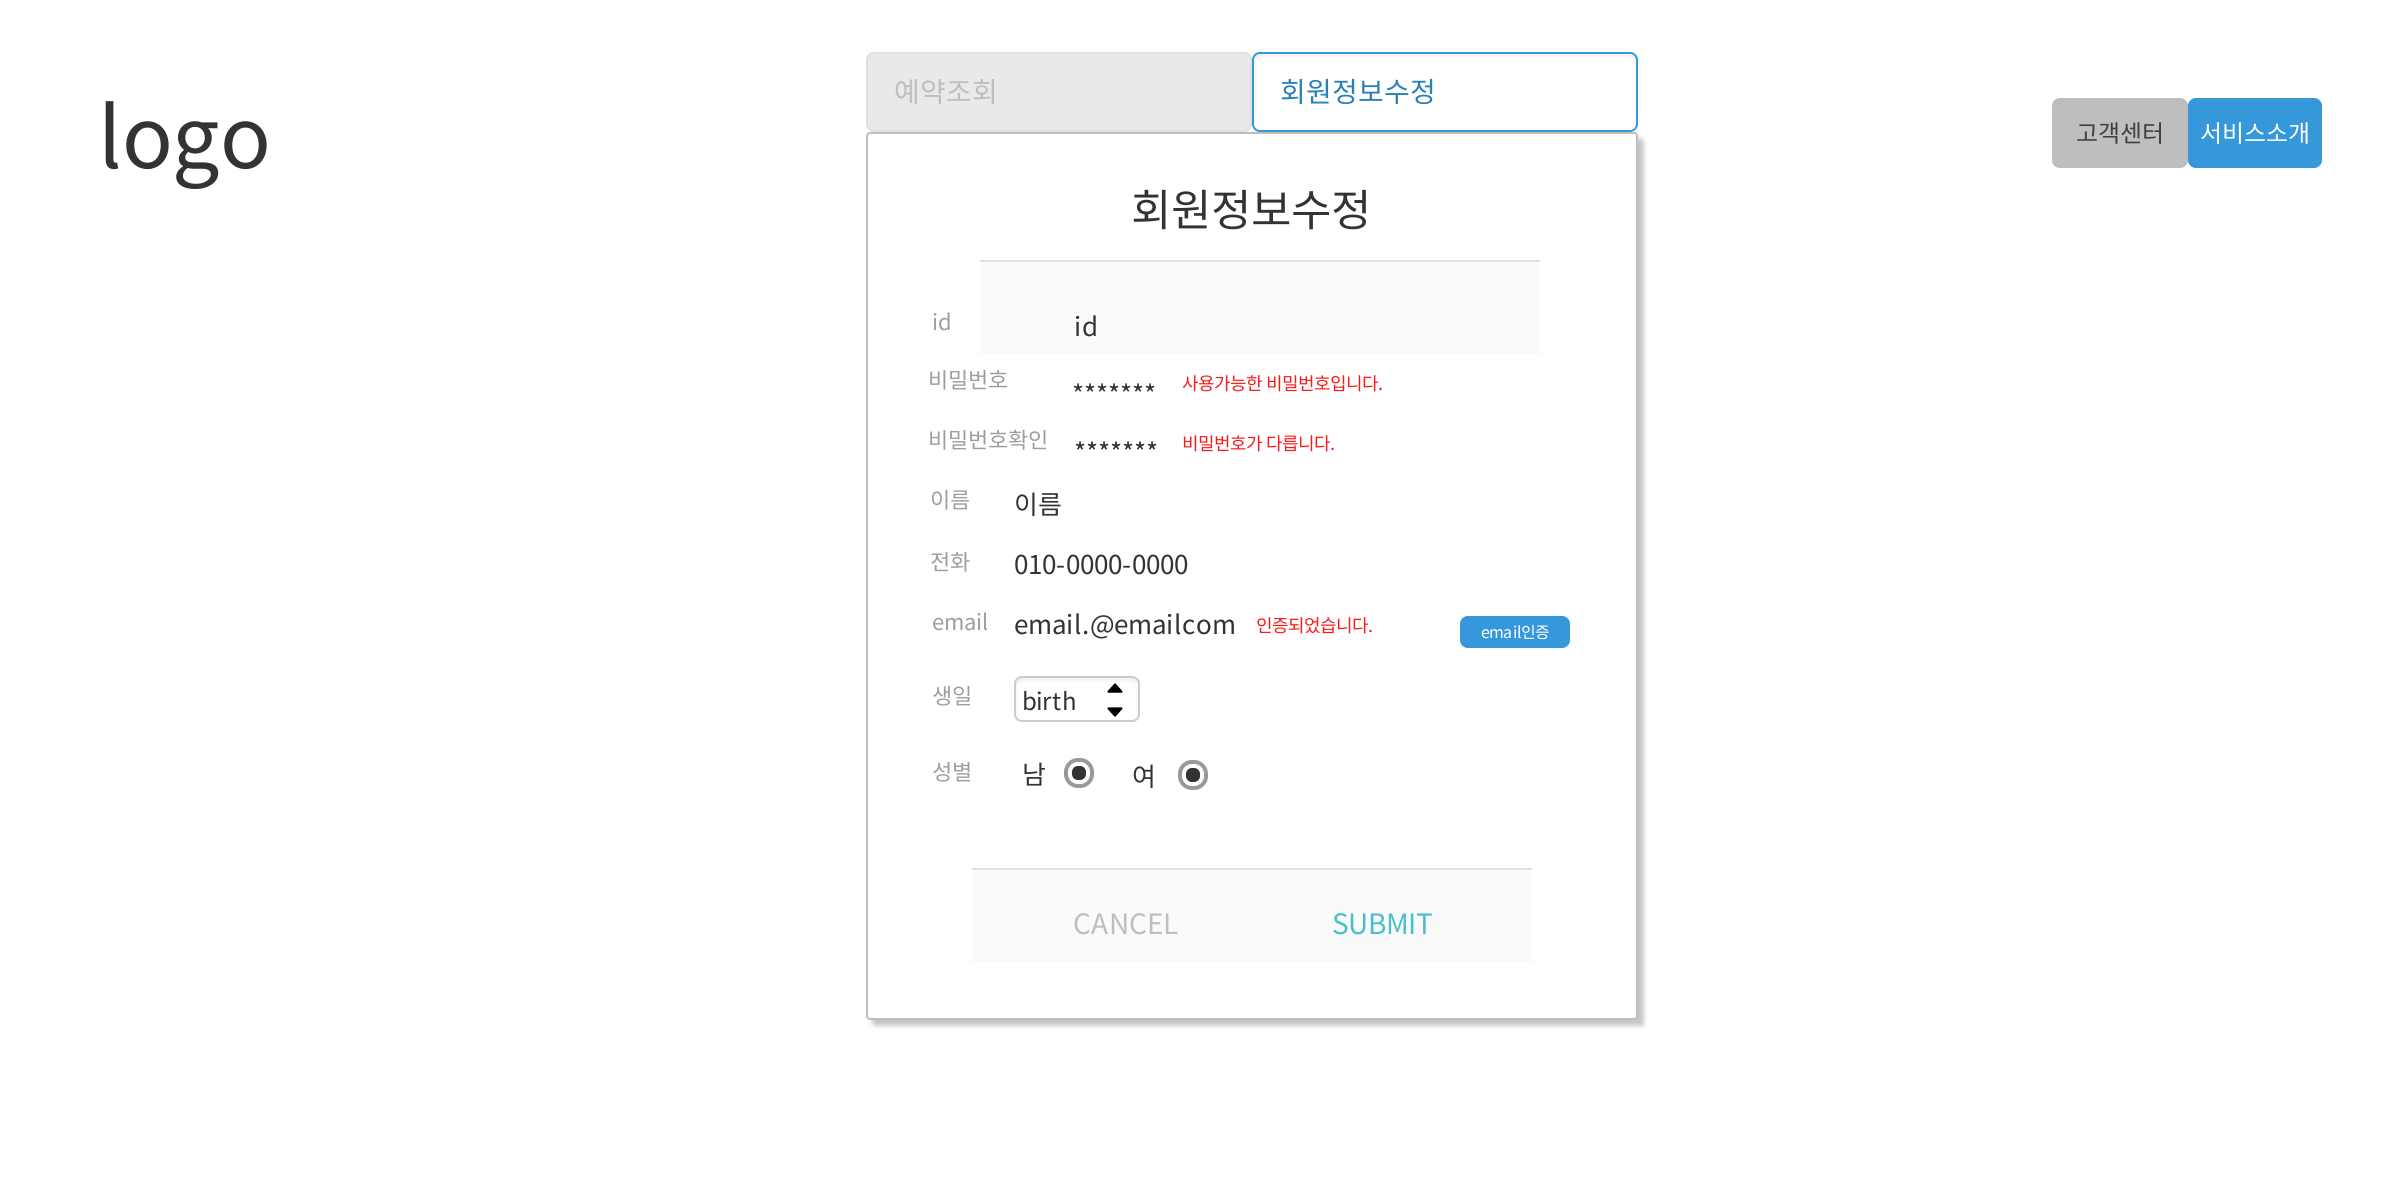 logo
예약조회
회원정보수정
고객센터
서비스소개
회원정보수정
id id
비밀번호 ******* 사용가능한 비밀번호입니다.
비밀번호확인 ******* 비밀번호가 다릅니다.
이름 이름
전화 010-0000-0000
email email.@emailcom 인증되었습니다. email인증
생일 birth
성별 남 여
CANCEL SUBMIT